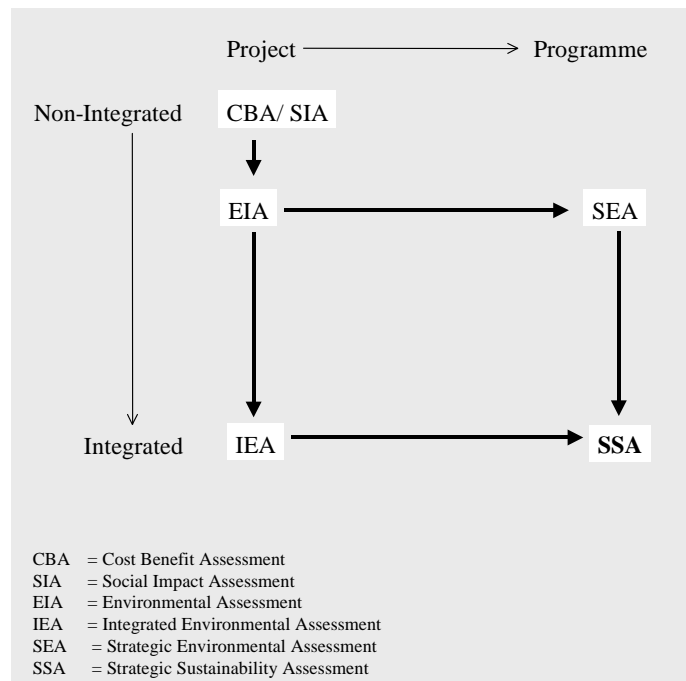 Project Programme
Non-Integrated CBA/ SIA
EIA SEA
Integrated IEA SSA
CBA = Cost Benefit Assessment
SIA = Social Impact Assessment
EIA = Environmental Assessment
IEA = Integrated Environmental Assessment
SEA = Strategic Environmental Assessment
SSA = Strategic Sustainability Assessment